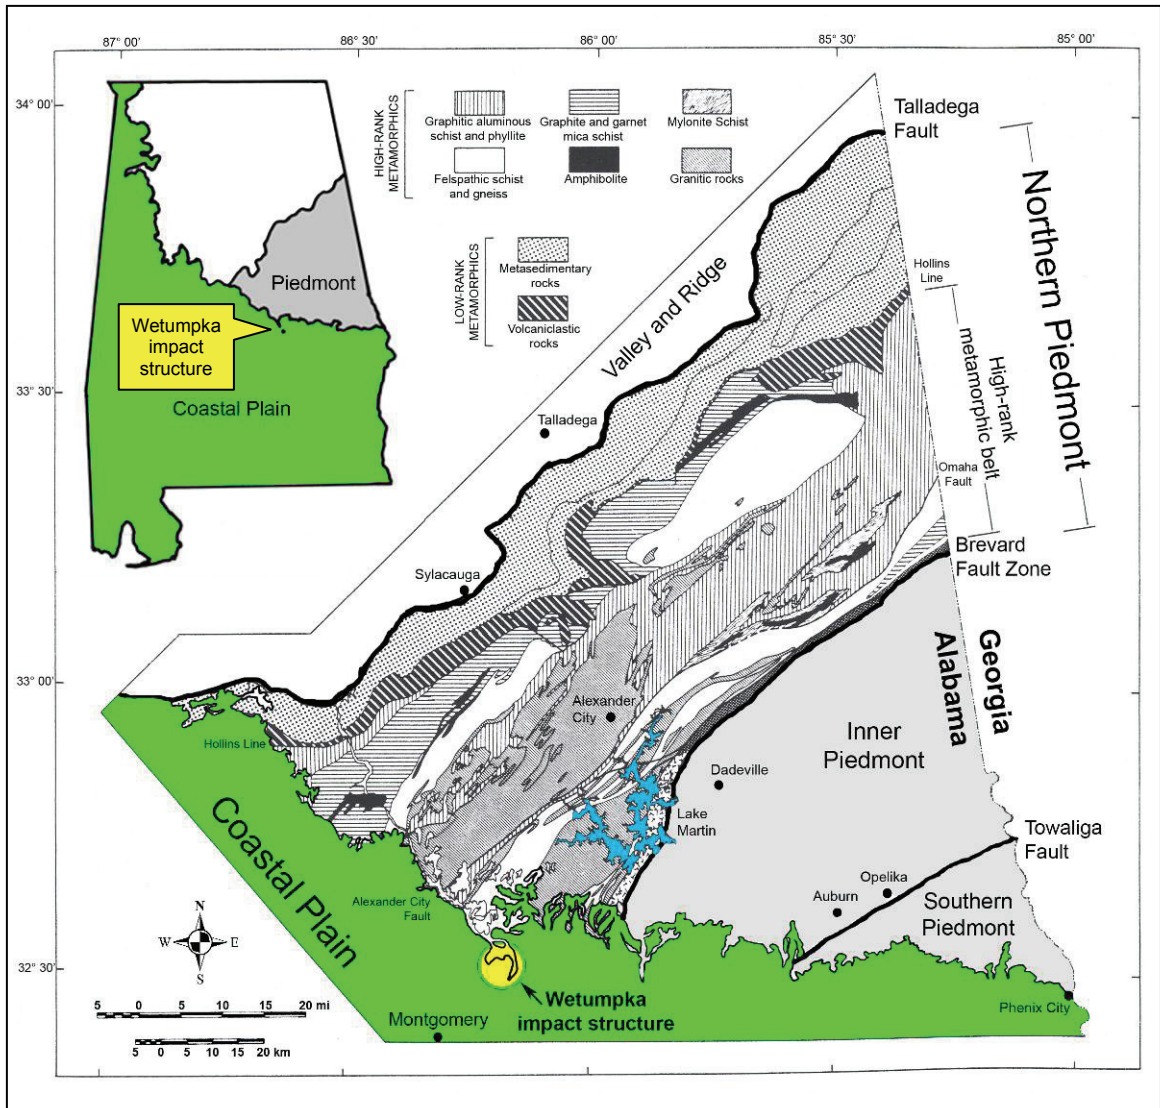 87° 00'
86° 30'
86° 00'
85° 30'
85° 00'
34° 00'
33° 30'
33° 00'
32° 30'
Piedmont
Wetumpka
impact
structure
Coastal Plain
HIGH-RANK
METAMORPHICS
Graphitic aluminous
schist and phyllite
Graphite and garnet
mica schist
Mylonite Schist
Felspathic schist
and gneiss
Amphibolite
Granitic rocks
LOW-RANK
METAMORPHICS
Metasedimentary
rocks
Volcaniclastic
rocks
Talladega
Fault
Northern Piedmont
Hollins
Line
High-rank
metamorphic belt
Omaha
Fault
Brevard
Fault Zone
Valley and Ridge
Talladega
Sylacauga
Georgia
Alabama
Alexander
City
Inner
Piedmont
Hollins Line
Dadeville
Lake
Martin
Towaliga
Fault
Coastal Plain
Opelika
Auburn
Southern
Piedmont
Alexander City
Fault
N
W
E
S
Wetumpka
impact structure
Phenix City
Montgomery
5 0 5 10 15 20 mi
5 0 5 10 15 20 km